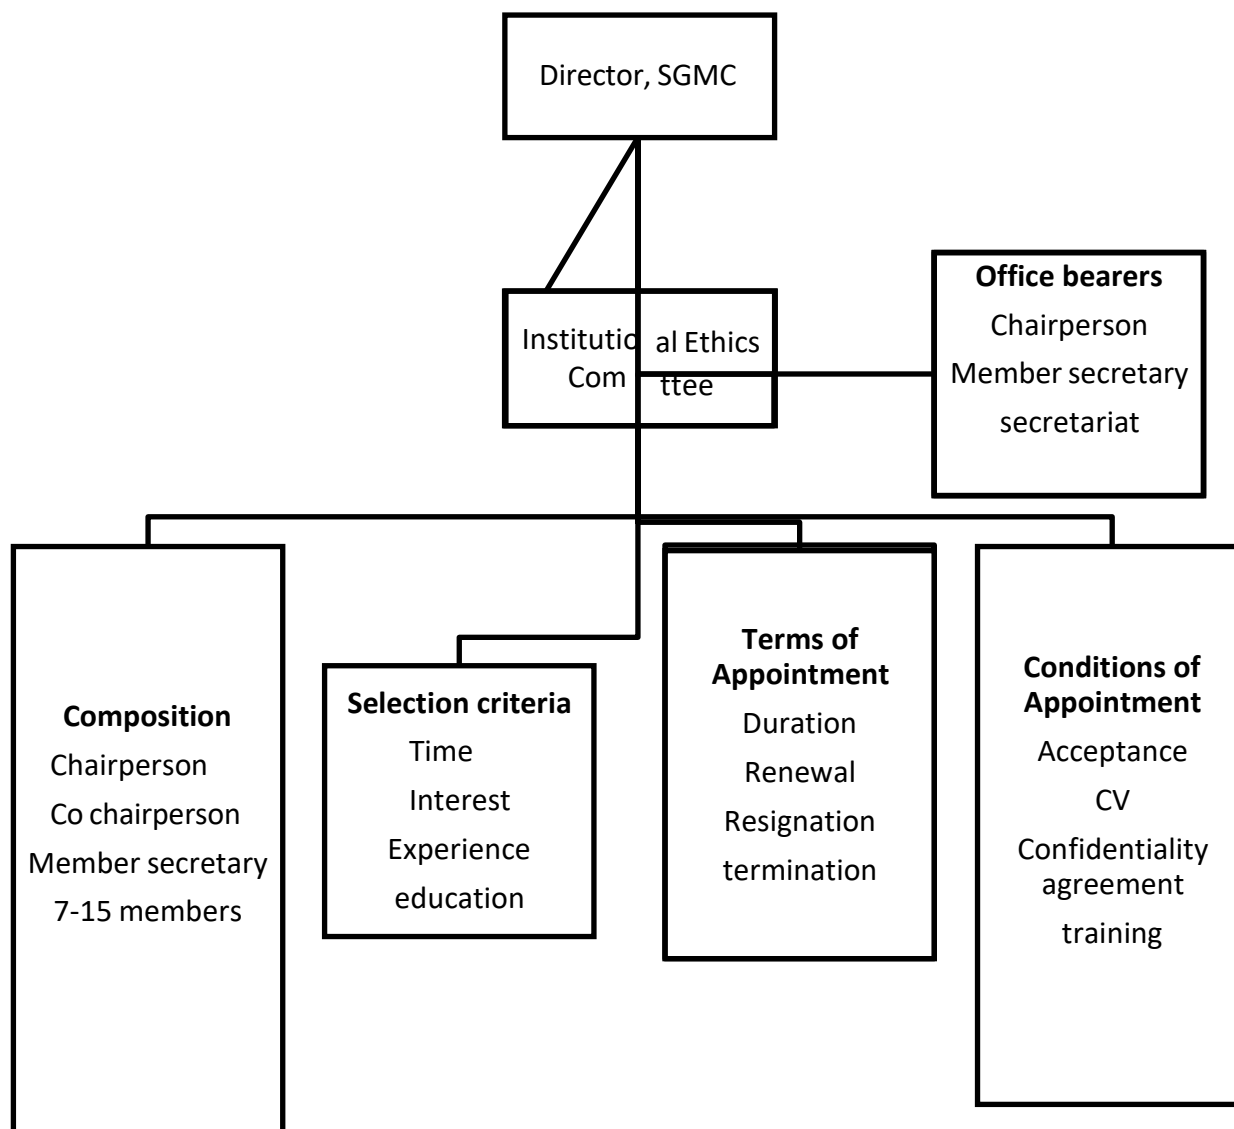 Director, SGMC
Institutio al Ethics
Com ttee
Office bearers
Chairperson
Member secretary
secretariat
Composition
Chairperson
Co chairperson
Member secretary
7-15 members
Selection criteria
Time
Interest
Experience
education
Terms of
Appointment
Duration
Renewal
Resignation
termination
Conditions of
Appointment
Acceptance
CV
Confidentiality
agreement
training